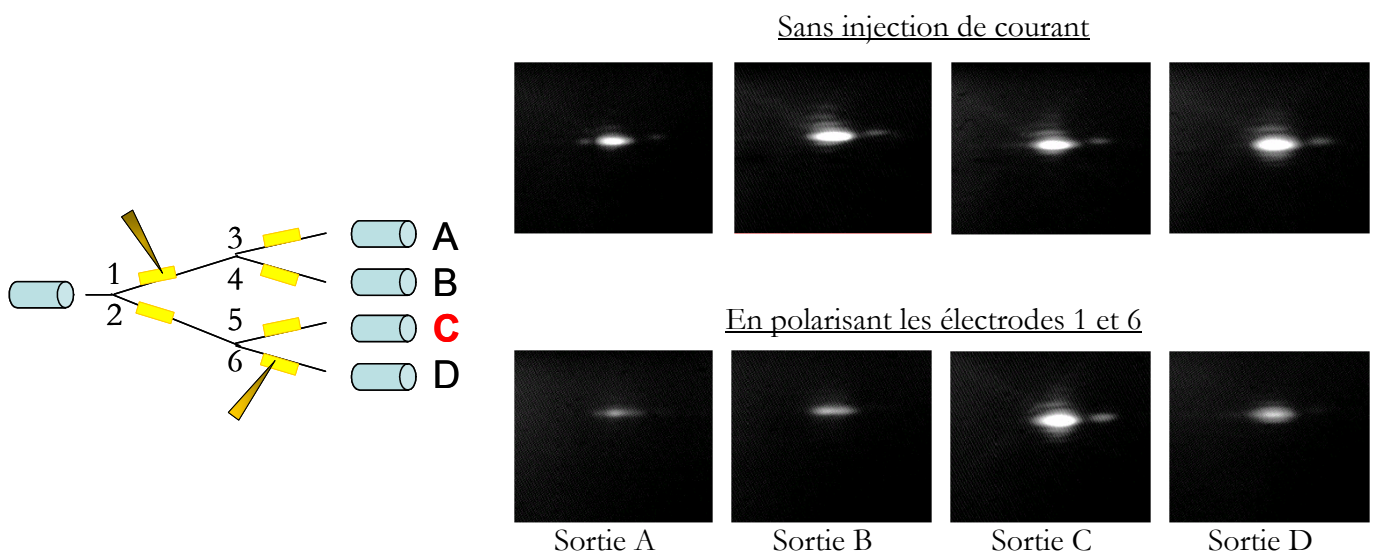 Sans injection de courant
3
A
1
4
B
2
5
C
6
D
En polarisant les électrodes 1 et 6
Sortie A
Sortie B
Sortie C
Sortie D